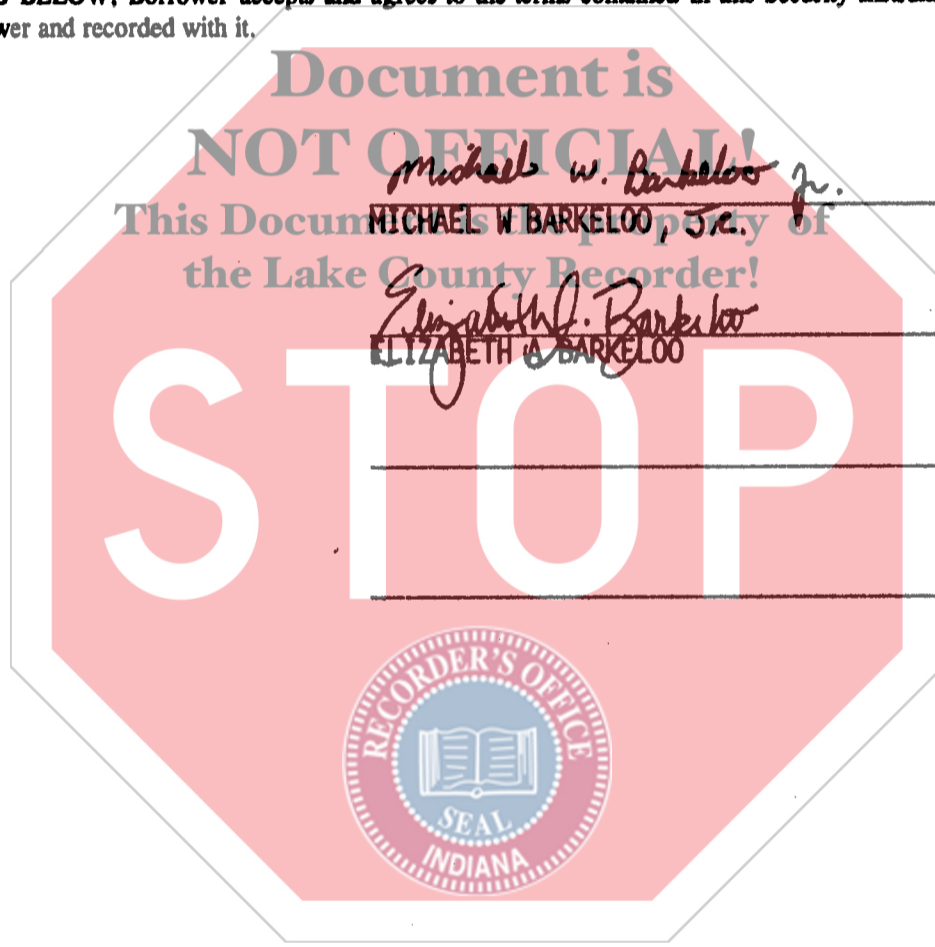 BELOW, Borrower accepts and agrees to the terms contained in this Security
wer and recorded with it.
Document is
NOT OFFICIAL!
Michael W. Barkeloo Jr.
MICHAEL W BARKELOO, JR.
This Document is the property of
the Lake County Recorder!
Elizabeth A. Barkeloo
ELIZABETH A BARKELOO
STOP
RECORDER'S OFFICE
SEAL
INDIANA